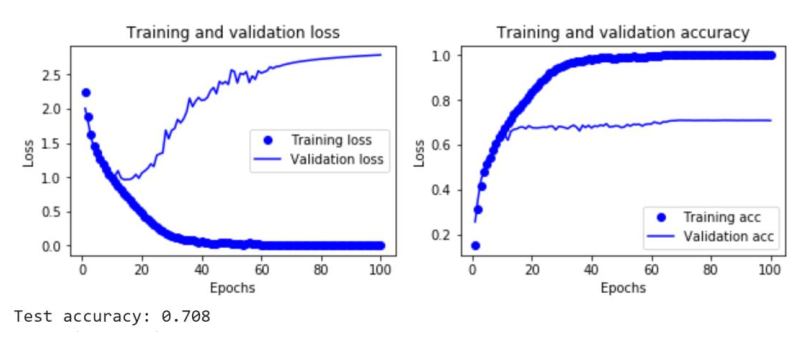 Training and validation loss
2.5
2.0
1.5
1.0
0.5
0.0
Loss
0
20
40
60
80
100
Epochs
Training loss
Validation loss
Training and validation accuracy
1.0
0.8
0.6
0.4
0.2
Loss
0
20
40
60
80
100
Epochs
Training acc
Validation acc
Test accuracy: 0.708